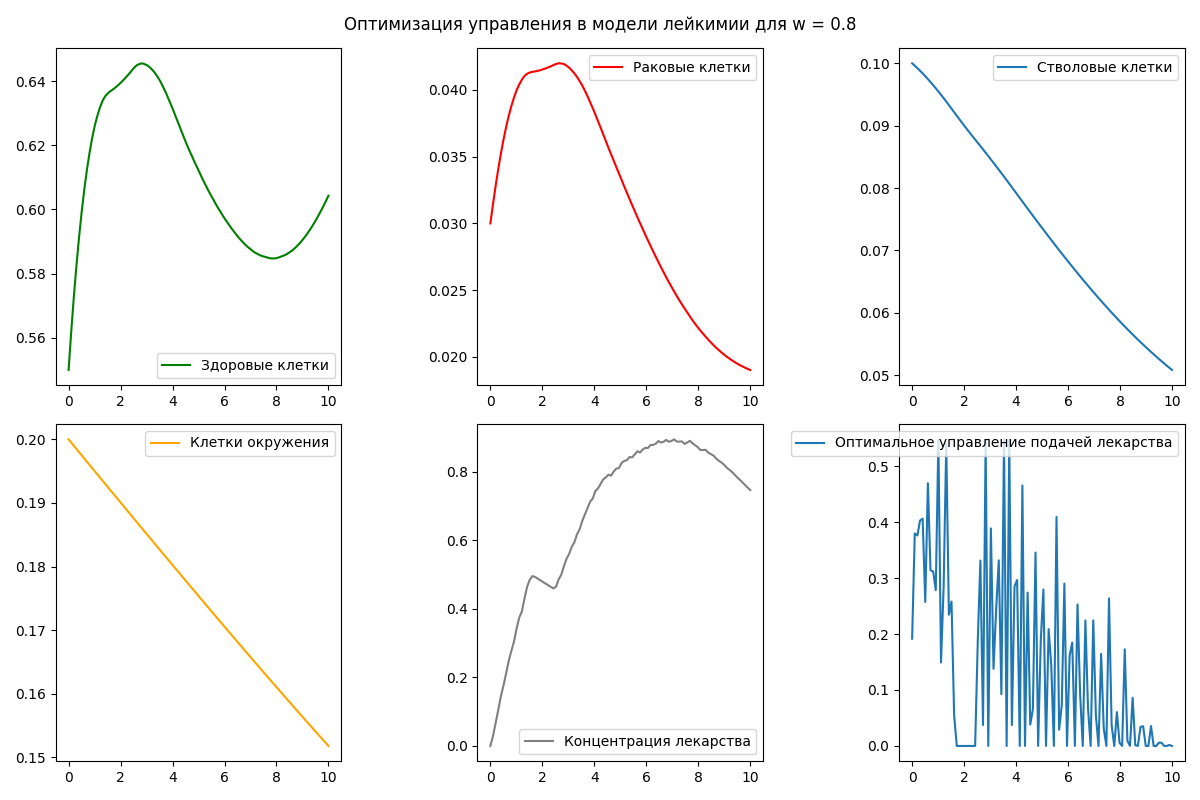 Оптимизация управления в модели лейкимии для w = 0.8
0.64
0.62
0.60
0.58
0.56
0 2 4 6 8 10
Здоровые клетки
0.040
0.035
0.030
0.025
0.020
0 2 4 6 8 10
Раковые клетки
0.10
0.09
0.08
0.07
0.06
0.05
0 2 4 6 8 10
Стволовые клетки
0.20
0.19
0.18
0.17
0.16
0.15
0 2 4 6 8 10
Клетки окружения
0.8
0.6
0.4
0.2
0.0
0 2 4 6 8 10
Концентрация лекарства
Оптимальное управление подачей лекарства
0.5
0.4
0.3
0.2
0.1
0.0
0 2 4 6 8 10